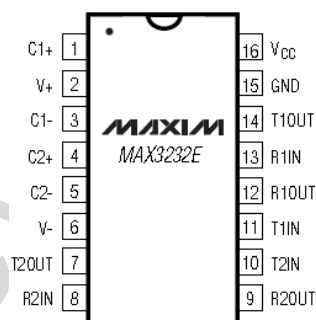 C1+ 1 16 VCC
V+ 2 15 GND
C1- 3 14 T1OUT
MAXIM
C2+ 4 MAX3232E 13 R1IN
C2- 5 12 R1OUT
V- 6 11 T1IN
T2OUT 7 10 T2IN
R2IN 8 9 R2OUT